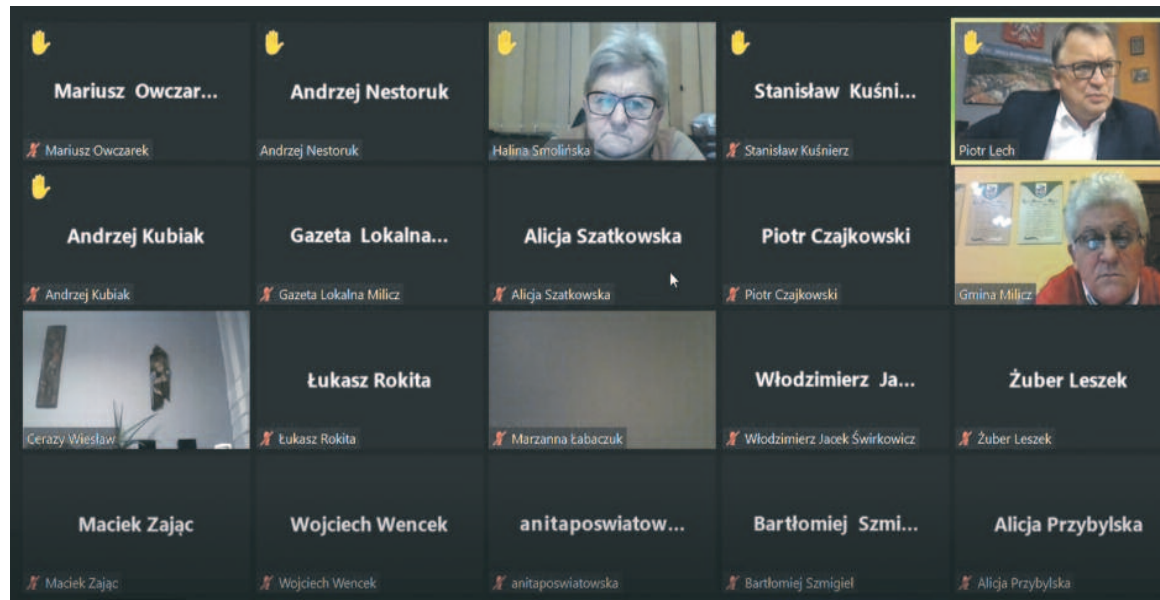 Mariusz Owczar...
Mariusz Owczarek
Andrzej Nestoruk
Andrzej Nestoruk
Halina Smolińska
Stanisław Kuśni...
Stanisław Kuśnierz
Piotr Lech
Andrzej Kubiak
Andrzej Kubiak
Gazeta Lokalna...
Gazeta Lokalna Milicz
Alicja Szatkowska
Alicja Szatkowska
Piotr Czajkowski
Piotr Czajkowski
Gmina Milicz
Cerazy Wiesław
Łukasz Rokita
Łukasz Rokita
Marzanna Łabaczuk
Włodzimierz Ja...
Włodzimierz Jacek Świrkowicz
Żuber Leszek
Żuber Leszek
Maciek Zając
Maciek Zając
Wojciech Wencek
Wojciech Wencek
anitaposwiatow...
anitaposwiatowska
Bartłomiej Szmi...
Bartłomiej Szmigiel
Alicja Przybylska
Alicja Przybylska